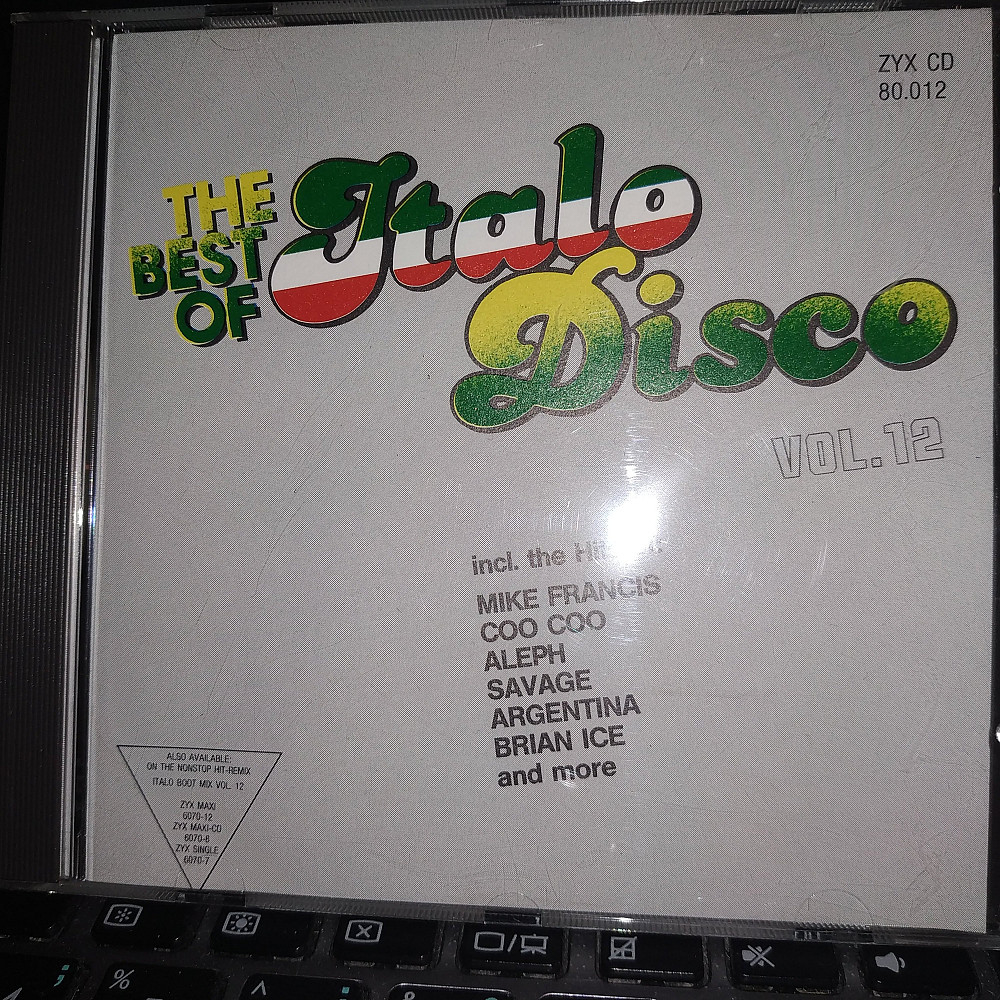 ZYX CD
80.012
THE
BEST
OF
Italo
Disco
VOL.12
incl. the
MIKE FRANCIS
COO COO
ALEPH
SAVAGE
ARGENTINA
BRIAN ICE
and more
ALSO AVAILABLE:
ON THE NONSTOP HIT-REMIX
ITALO BOOT MIX VOL. 12
ZYX MAXI
6070-12
ZYX MAXI-CD
6070-8
ZYX SINGLE
6070-7
; % ^ &